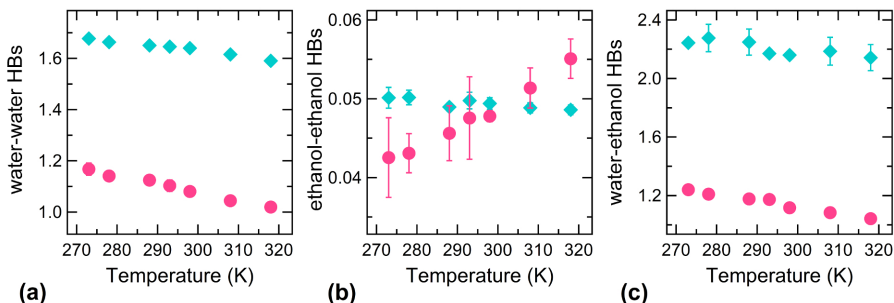 water-water HBs
1.6
1.4
1.2
1.0
270 280 290 300 310 320
Temperature (K)
(a)
ethanol-ethanol HBs
0.06
0.05
0.04
270 280 290 300 310 320
Temperature (K)
(b)
water-ethanol HBs
2.4
2.0
1.6
1.2
270 280 290 300 310 320
Temperature (K)
(c)